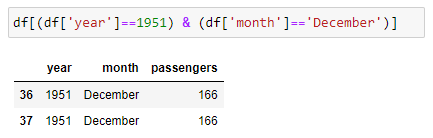 df[(df['year']==1951) & (df['month']=='December')]
year month passengers
36 1951 December 166
37 1951 December 166